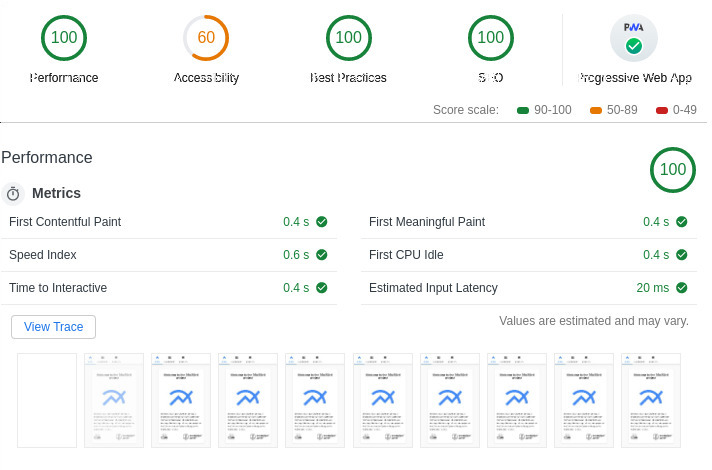 100 60 100 100 PWA
Performance Accessibility Best Practices SEO Progressive Web App
Score scale: 90-100 50-89 0-49
Performance 100
Metrics
First Contentful Paint 0.4 s First Meaningful Paint 0.4 s
Speed Index 0.6 s First CPU Idle 0.4 s
Time to Interactive 0.4 s Estimated Input Latency 20 ms
View Trace Values are estimated and may vary.